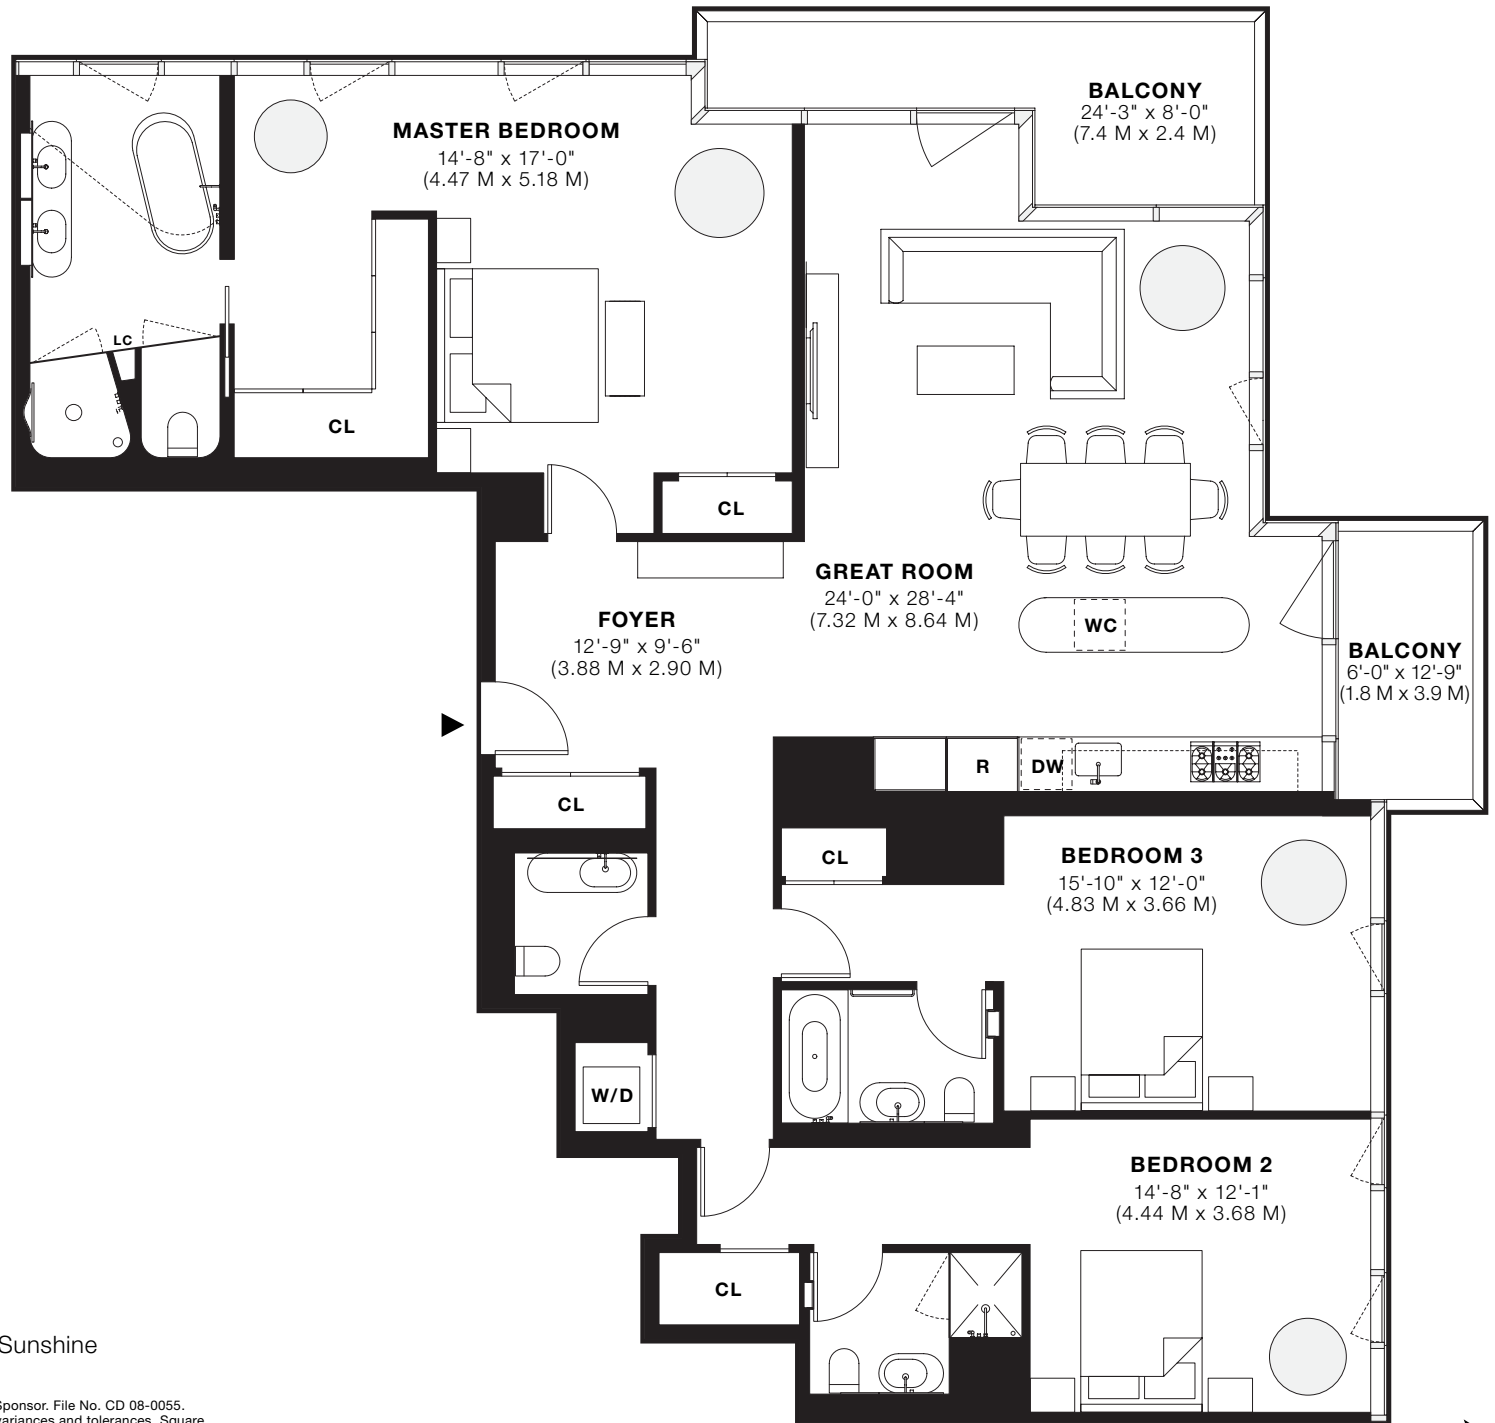 BALCONY
24'-3" x 8'-0"
(7.4 M x 2.4 M)
MASTER BEDROOM
14'-8" x 17'-0"
(4.47 M x 5.18 M)
LC
CL
CL
GREAT ROOM
24'-0" x 28'-4"
(7.32 M x 8.64 M)
FOYER
12'-9" x 9'-6"
(3.88 M x 2.90 M)
WC
BALCONY
6'-0" x 12'-9"
(1.8 M x 3.9 M)
R
DW
CL
CL
BEDROOM 3
15'-10" x 12'-0"
(4.83 M x 3.66 M)
W/D
BEDROOM 2
14'-8" x 12'-1"
(4.44 M x 3.68 M)
CL
Sunshine
Sponsor. File No. CD 08-0055.
variances and tolerances. Square